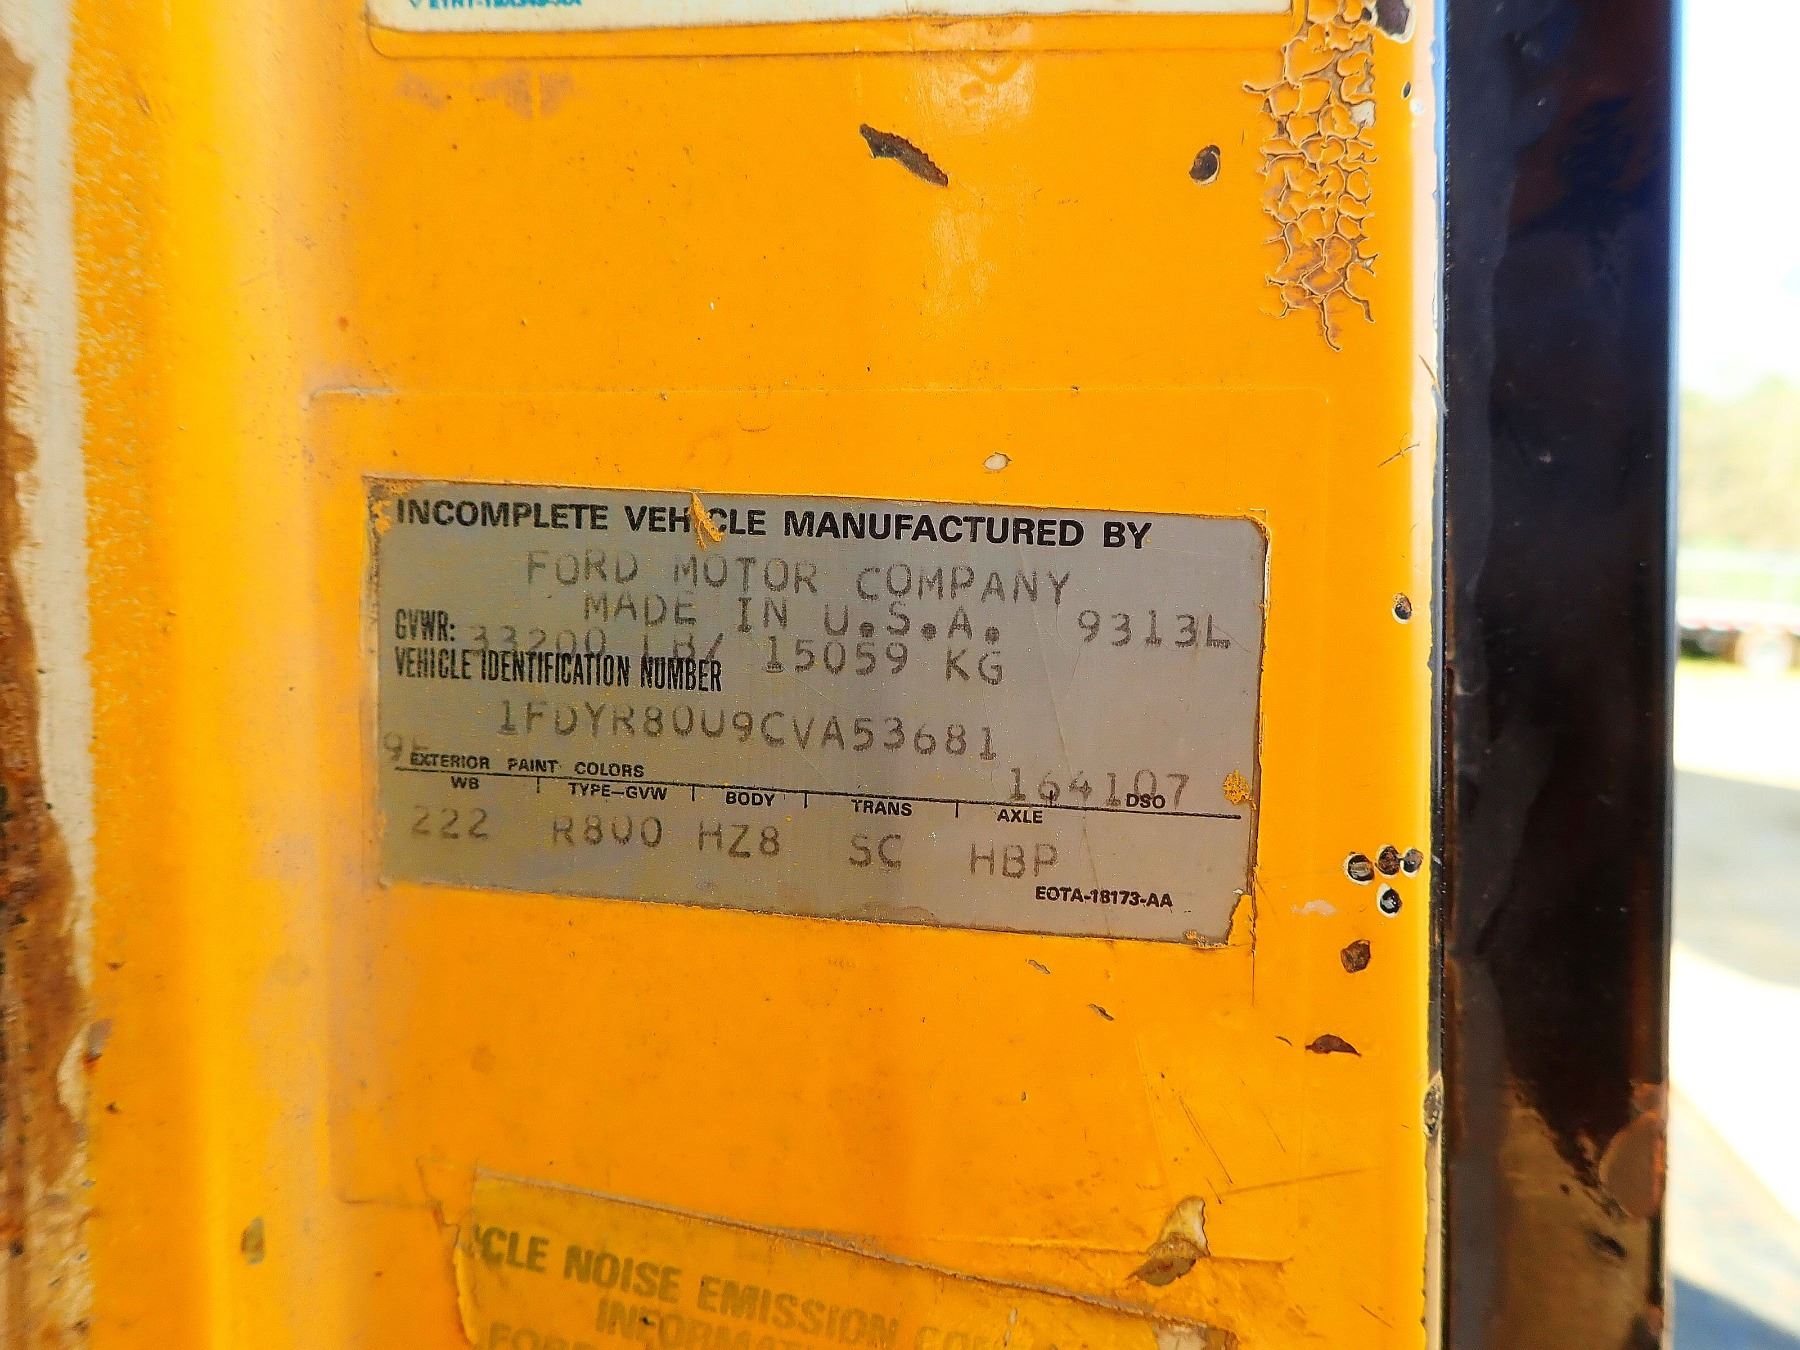 INCOMPLETE VEHICLE MANUFACTURED BY
FORD MOTOR COMPANY
MADE IN U.S.A. 9313L
GVWR: 33200 LB/ 15059 KG
VEHICLE IDENTIFICATION NUMBER
1FDYR80U9CVA53681
EXTERIOR PAINT COLORS 164107 DSO
WB TYPE-GVW BODY TRANS AXLE
222 R800 HZ8 SC HBP
EOTA-18173-AA
NOISE EMISSION